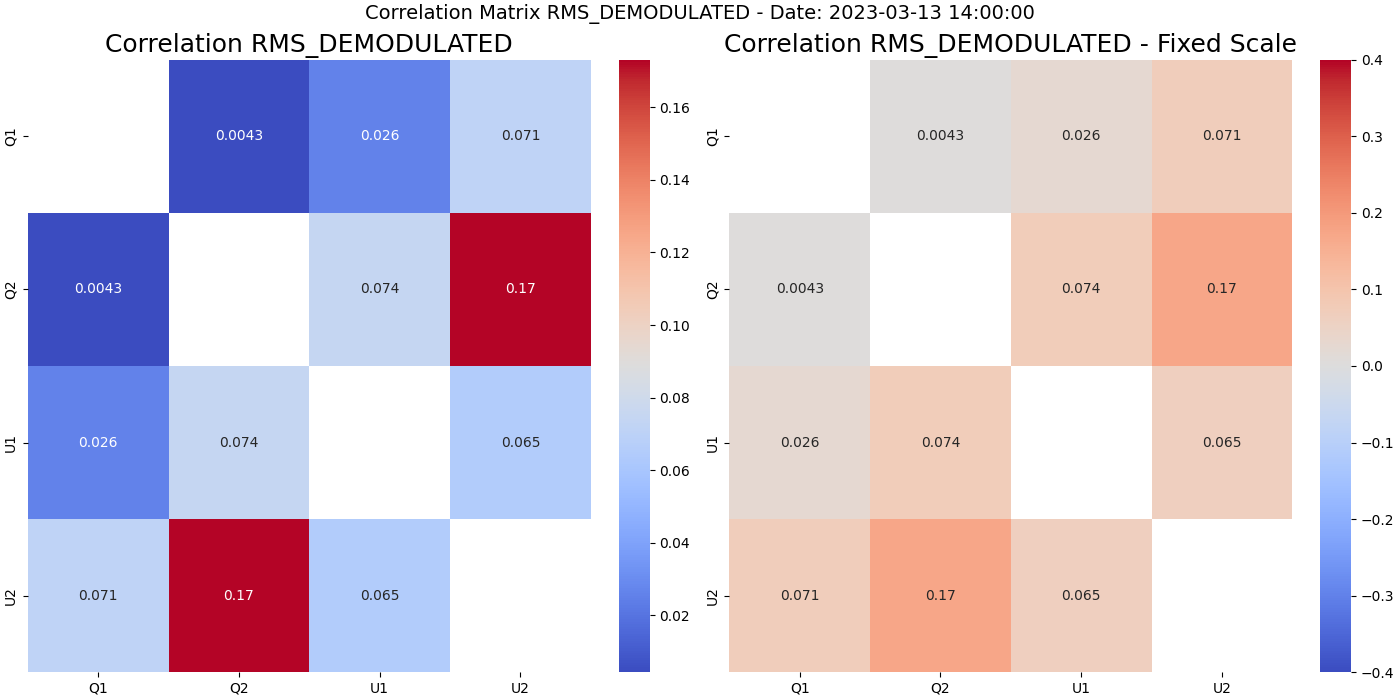 Correlation Matrix RMS_DEMODULATED - Date: 2023-03-13 14:00:00
Correlation RMS_DEMODULATED
Q1
0.0043
0.026
0.071
Q2
0.0043
0.074
0.17
U1
0.026
0.074
0.065
U2
0.071
0.17
0.065
Q1
Q2
U1
U2
0.16
0.14
0.12
0.10
0.08
0.06
0.04
0.02
Correlation RMS_DEMODULATED - Fixed Scale
Q1
0.0043
0.026
0.071
Q2
0.0043
0.074
0.17
U1
0.026
0.074
0.065
U2
0.071
0.17
0.065
Q1
Q2
U1
U2
0.4
0.3
0.2
0.1
0.0
−0.1
−0.2
−0.3
−0.4